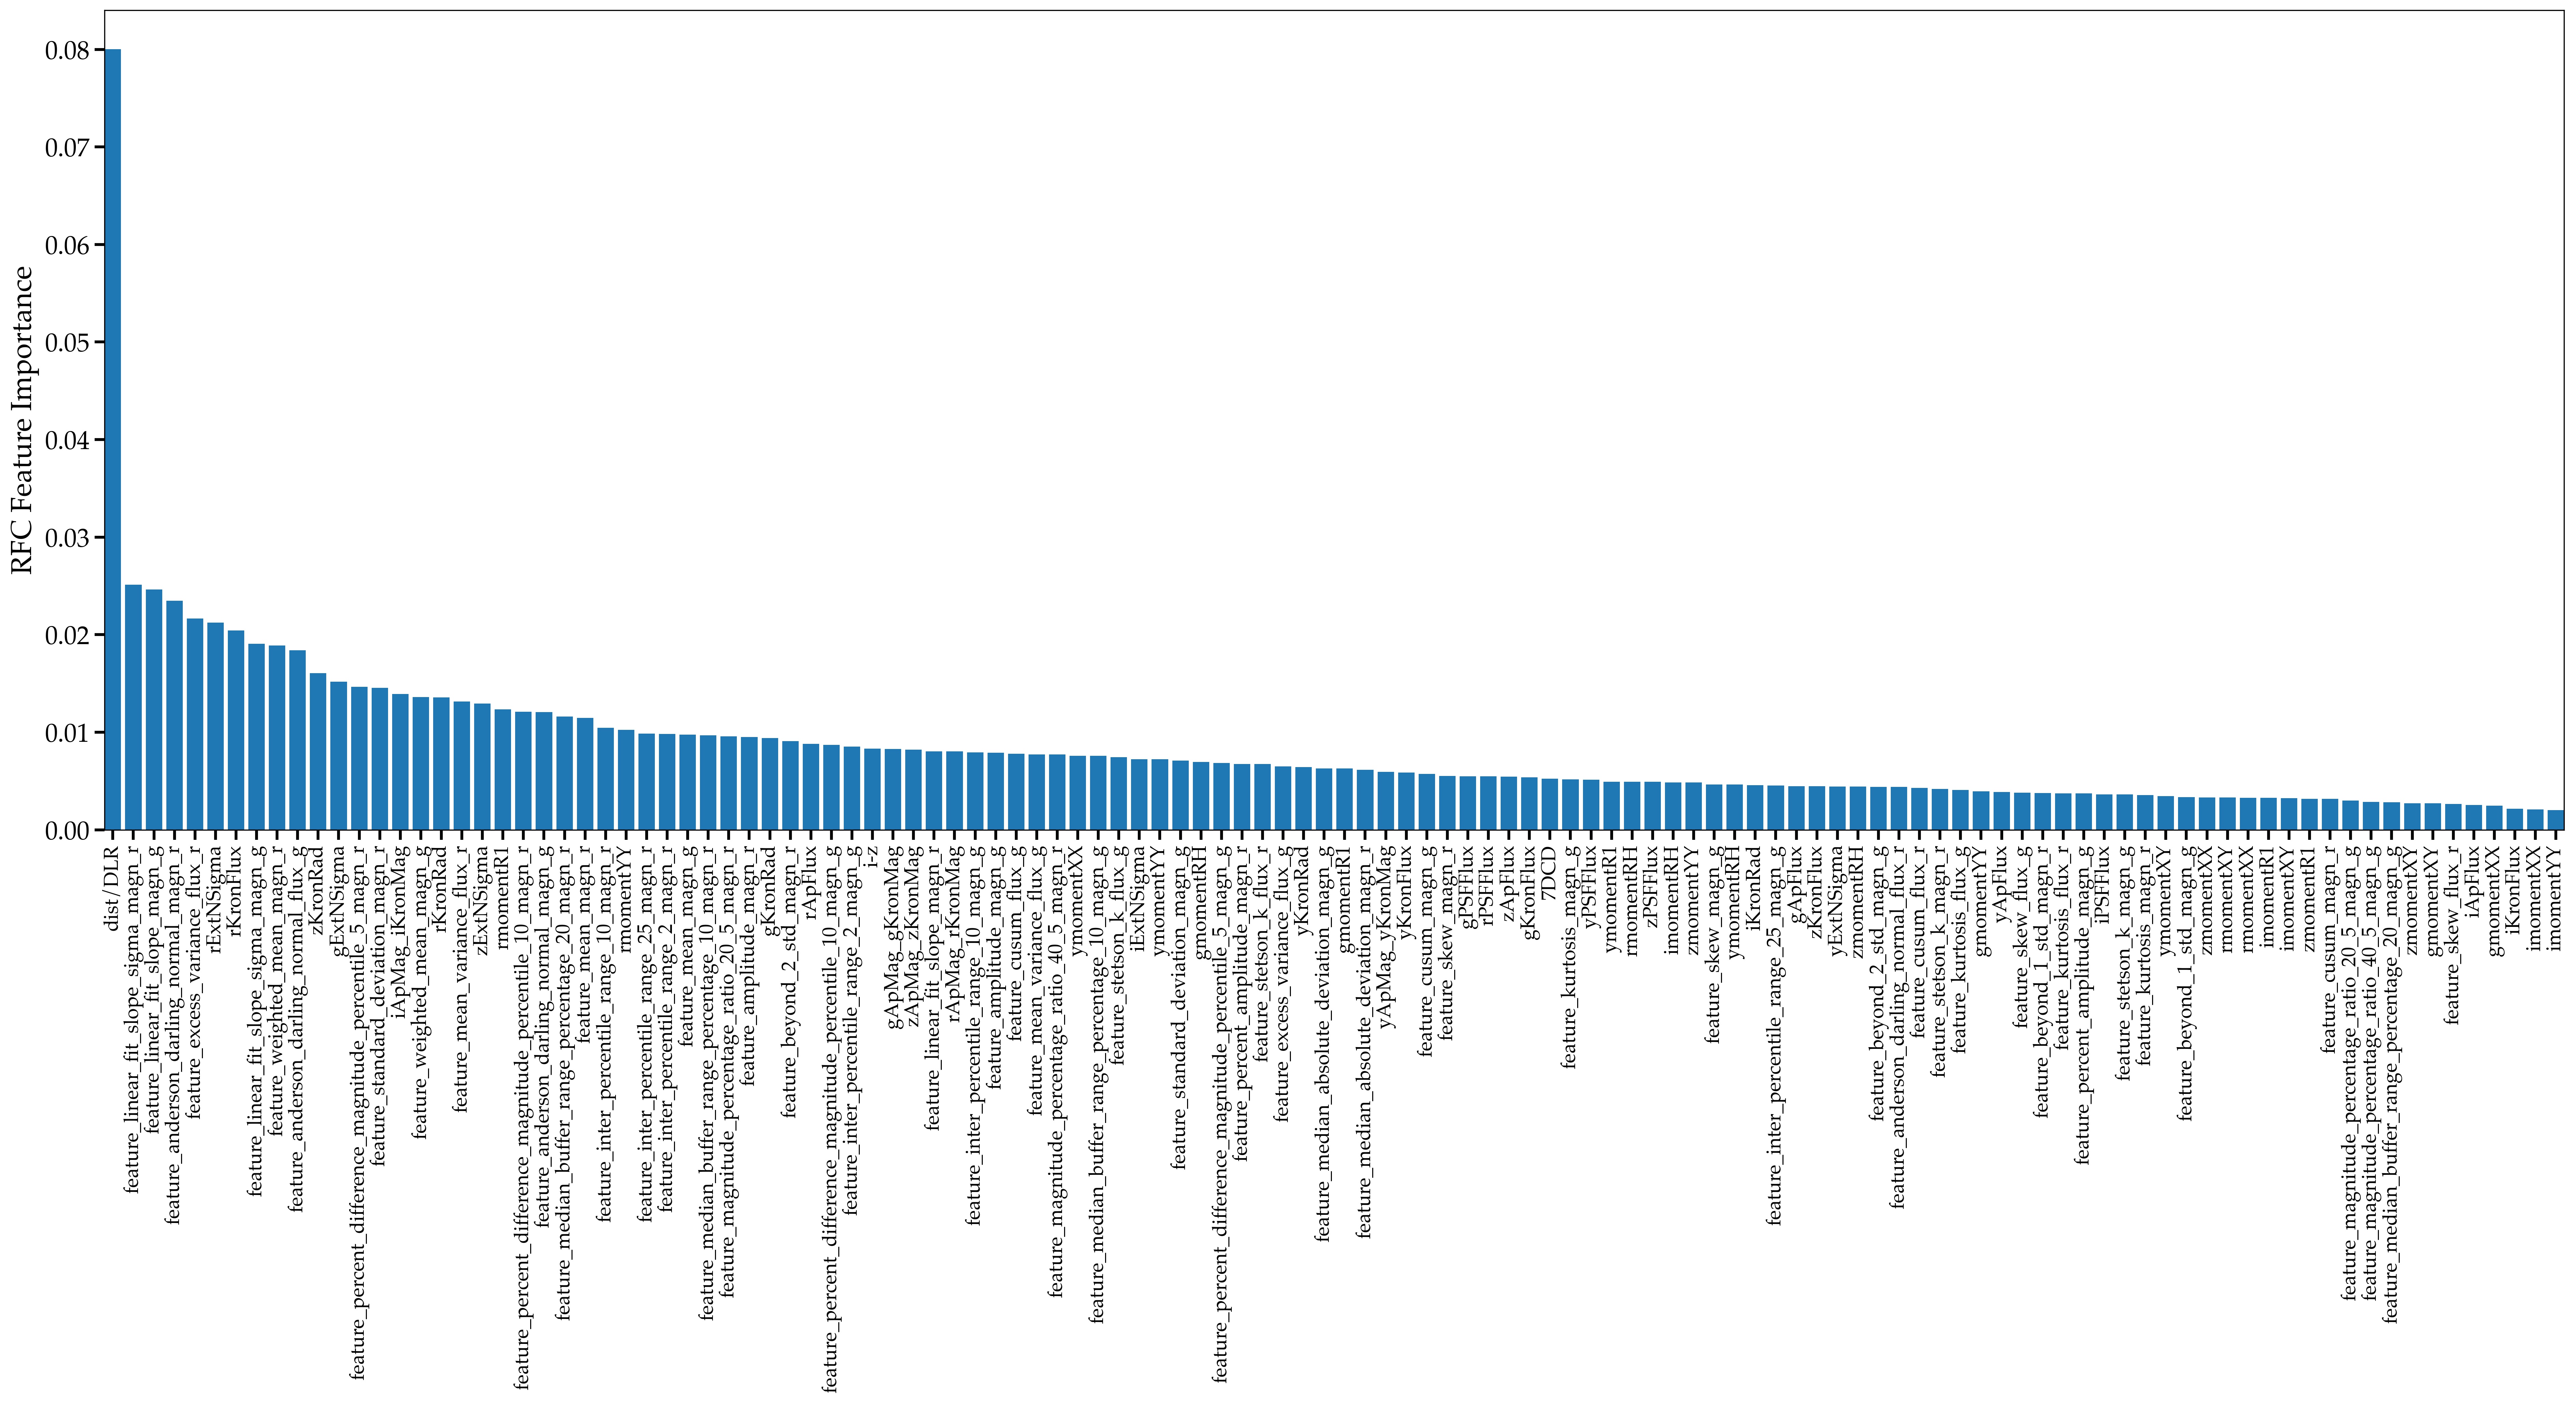 RFC Feature Importance
0.08
0.07
0.06
0.05
0.04
0.03
0.02
0.01
0.00
dist/DLR
feature_linear_fit_slope_sigma_magn_r
feature_linear_fit_slope_magn_g
feature_anderson_darling_normal_magn_r
feature_excess_variance_flux_r
rExtNSigma
rKronFlux
feature_linear_fit_slope_sigma_magn_g
feature_weighted_mean_magn_r
feature_anderson_darling_normal_flux_g
zKronRad
gExtNSigma
feature_percent_difference_magnitude_percentile_5_magn_r
feature_standard_deviation_magn_r
iApMag_iKronMag
feature_weighted_mean_magn_g
rKronRad
feature_mean_variance_flux_r
zExtNSigma
rmomentR1
feature_percent_difference_magnitude_percentile_10_magn_r
feature_anderson_darling_normal_magn_g
feature_median_buffer_range_percentage_20_magn_r
feature_mean_magn_r
feature_inter_percentile_range_10_magn_r
rmomentYY
feature_inter_percentile_range_25_magn_r
feature_inter_percentile_range_2_magn_r
feature_mean_magn_g
feature_median_buffer_range_percentage_10_magn_r
feature_magnitude_percentage_ratio_20_5_magn_r
feature_amplitude_magn_r
gKronRad
feature_beyond_2_std_magn_r
rApFlux
feature_percent_difference_magnitude_percentile_10_magn_g
feature_inter_percentile_range_2_magn_g
i-z
gApMag_gKronMag
zApMag_zKronMag
feature_linear_fit_slope_magn_r
rApMag_rKronMag
feature_inter_percentile_range_10_magn_g
feature_amplitude_magn_g
feature_cusum_flux_g
feature_mean_variance_flux_g
feature_magnitude_percentage_ratio_40_5_magn_r
ymomentXX
feature_median_buffer_range_percentage_10_magn_g
feature_stetson_k_flux_g
iExtNSigma
ymomentYY
feature_standard_deviation_magn_g
gmomentRH
feature_percent_difference_magnitude_percentile_5_magn_g
feature_percent_amplitude_magn_r
feature_stetson_k_flux_r
feature_excess_variance_flux_g
yKronRad
feature_median_absolute_deviation_magn_g
gmomentR1
feature_median_absolute_deviation_magn_r
yApMag_yKronMag
yKronFlux
feature_cusum_magn_g
feature_skew_magn_r
gPSFFlux
rPSFFlux
zApFlux
gKronFlux
7DCD
feature_kurtosis_magn_g
yPSFFlux
ymomentR1
rmomentRH
zPSFFlux
imomentRH
zmomentYY
feature_skew_magn_g
ymomentRH
iKronRad
feature_inter_percentile_range_25_magn_g
gApFlux
zKronFlux
yExtNSigma
zmomentRH
feature_beyond_2_std_magn_g
feature_anderson_darling_normal_flux_r
feature_cusum_flux_r
feature_stetson_k_magn_r
feature_kurtosis_flux_g
gmomentYY
yApFlux
feature_skew_flux_g
feature_beyond_1_std_magn_r
feature_kurtosis_flux_r
feature_percent_amplitude_magn_g
iPSFFlux
feature_stetson_k_magn_g
feature_kurtosis_magn_r
ymomentXY
feature_beyond_1_std_magn_g
zmomentXX
rmomentXY
rmomentXX
imomentR1
imomentXY
zmomentR1
feature_cusum_magn_r
feature_magnitude_percentage_ratio_20_5_magn_g
feature_magnitude_percentage_ratio_40_5_magn_g
feature_median_buffer_range_percentage_20_magn_g
zmomentXY
gmomentXY
feature_skew_flux_r
iApFlux
gmomentXX
iKronFlux
imomentXX
imomentYY